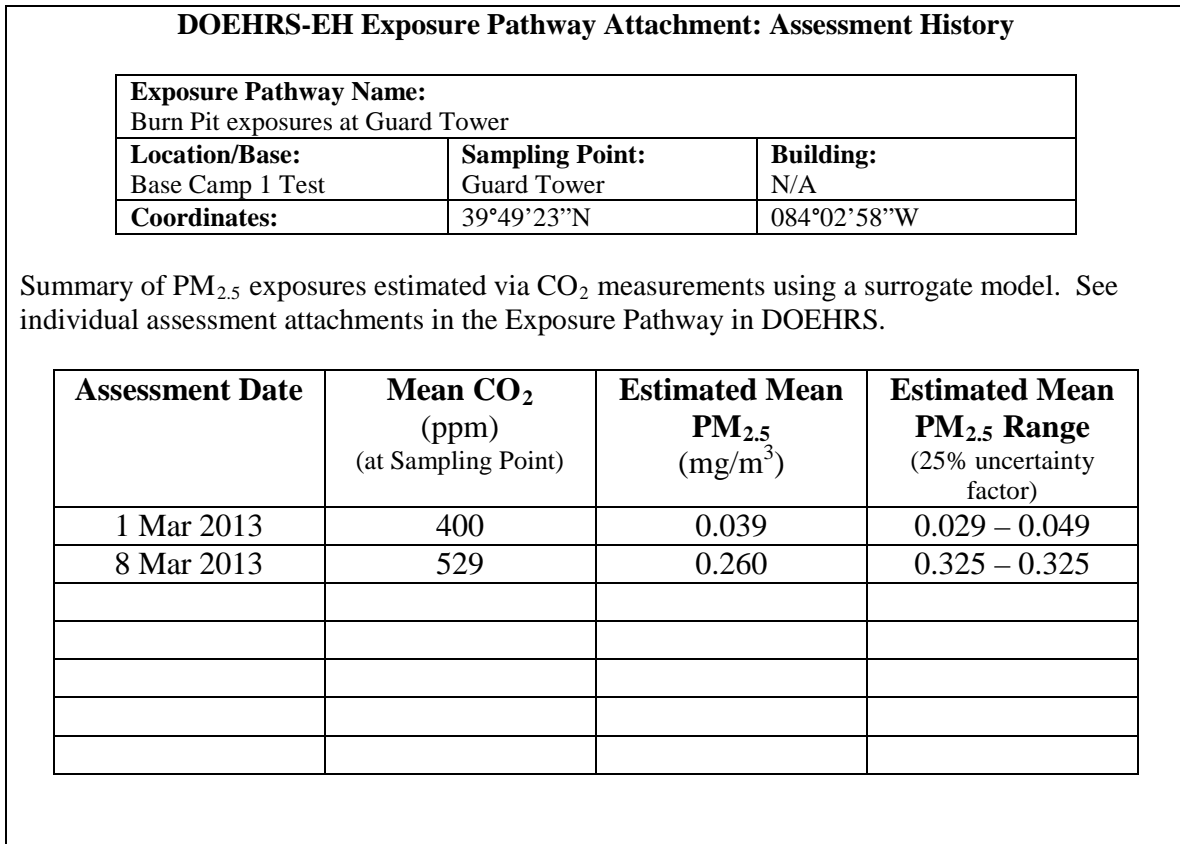 DOEHRS-EH Exposure Pathway Attachment: Assessment History
Exposure Pathway Name:
Burn Pit exposures at Guard Tower
Location/Base: Sampling Point: Building:
Base Camp 1 Test Guard Tower N/A
Coordinates: 39°49’23”N 084°02’58”W
Summary of PM2.5 exposures estimated via CO2 measurements using a surrogate model. See
individual assessment attachments in the Exposure Pathway in DOEHRS.
Assessment Date Mean CO2 Estimated Mean Estimated Mean
(ppm) PM2.5 PM2.5 Range
(at Sampling Point) (mg/m3) (25% uncertainty
factor)
1 Mar 2013 400 0.039 0.029 – 0.049
8 Mar 2013 529 0.260 0.325 – 0.325